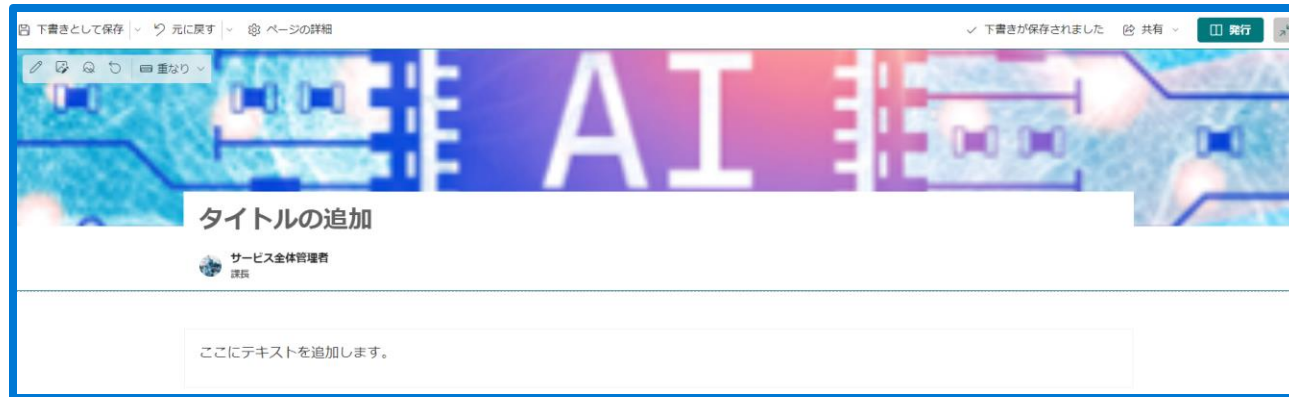 下書きとして保存 元に戻す ページの詳細 下書きが保存されました 共有 発行
重なり
AI
タイトルの追加
サービス全体管理者
課長
ここにテキストを追加します。